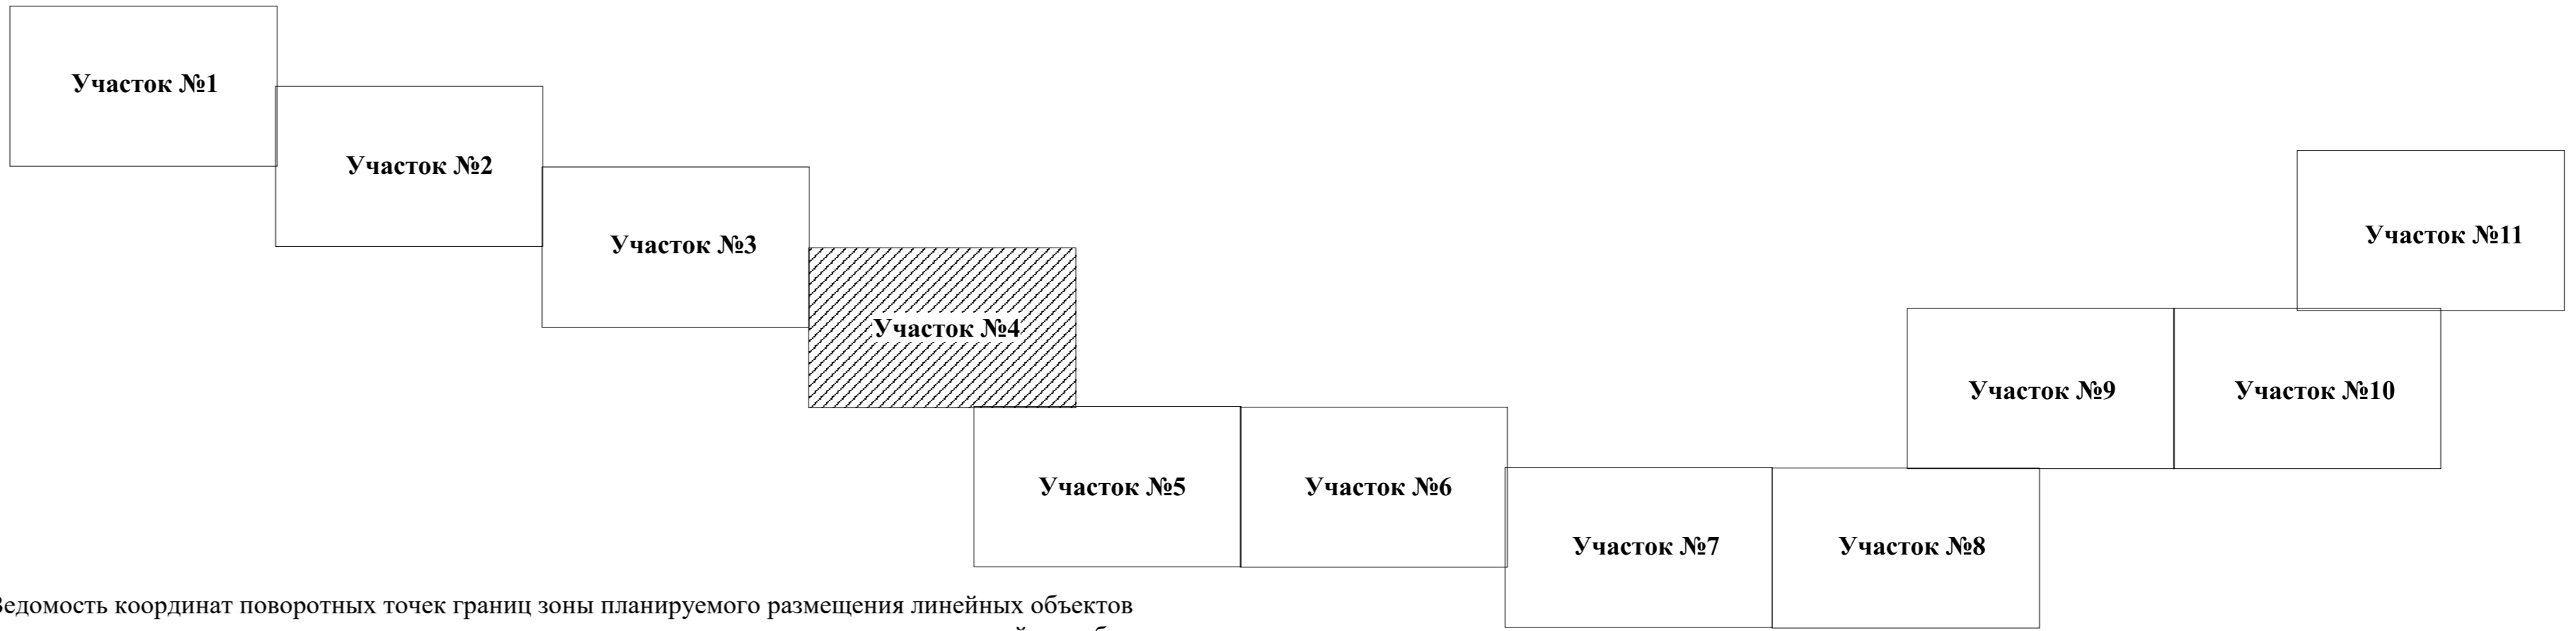 Участок №1
Участок №2
Участок №3
Участок №4
Участок №5
Участок №6
Участок №7
Участок №8
Участок №9
Участок №10
Участок №11
Ведомость координат поворотных точек границ зоны планируемого размещения линейных объектов